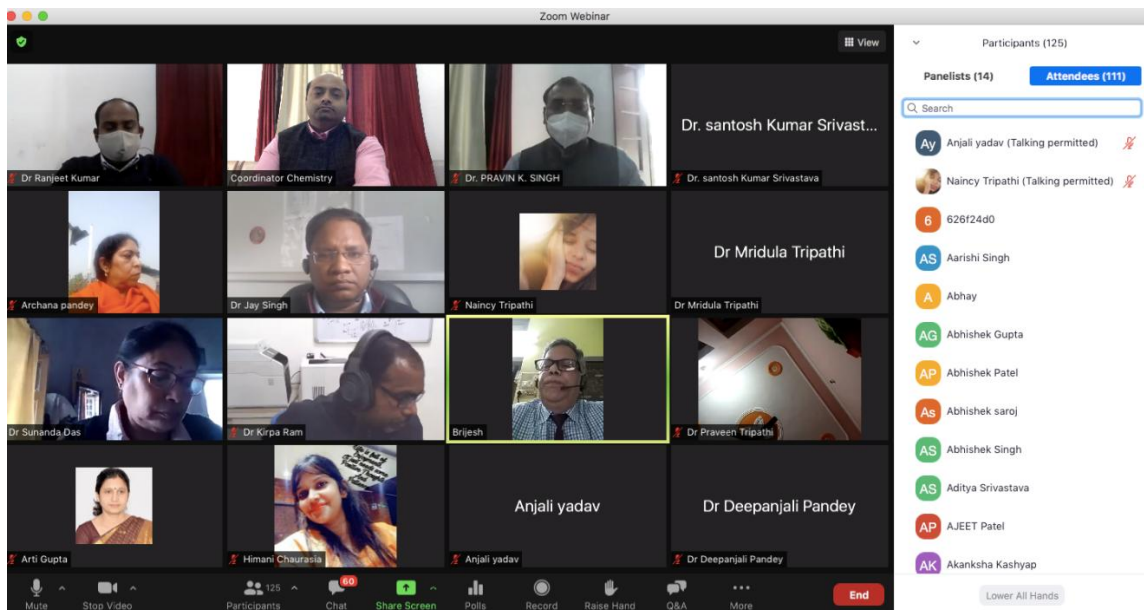 Zoom Webinar
View
Dr Ranjeet Kumar
Coordinator Chemistry
Dr. PRAVIN K. SINGH
Dr. santosh Kumar Srivast...
Dr. santosh Kumar Srivastava
Archana pandey
Dr Jay Singh
Naincy Tripathi
Dr Mridula Tripathi
Dr Mridula Tripathi
Dr Sunanda Das
Dr Kirpa Ram
Brijesh
Dr Praveen Tripathi
Arti Gupta
Life is full of
Himani Chaurasia
Anjali yadav
Anjali yadav
Dr Deepanjali Pandey
Dr Deepanjali Pandey
Mute
Stop Video
125
Participants
60
Chat
Share Screen
Polls
Record
Raise Hand
Q&A
More
End
Participants (125)
Panelists (14)
Attendees (111)
Search
Ay Anjali yadav (Talking permitted)
Naincy Tripathi (Talking permitted)
6 626f24d0
AS Aarishi Singh
A Abhay
AG Abhishek Gupta
AP Abhishek Patel
As Abhishek saroj
AS Abhishek Singh
AS Aditya Srivastava
AP AJEET Patel
AK Akanksha Kashyap
Lower All Hands